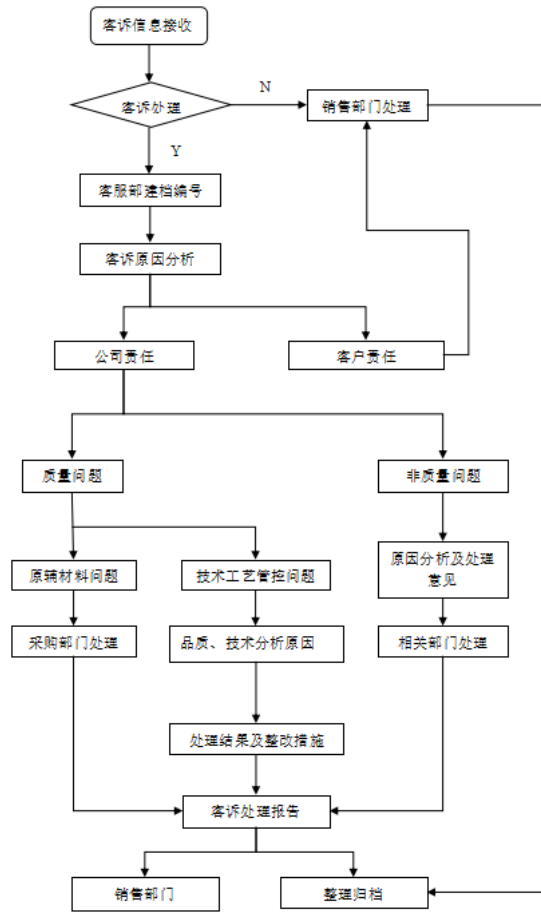 客诉信息接收
客诉处理
N
销售部门处理
Y
客服部建档编号
客诉原因分析
公司责任
客户责任
质量问题
非质量问题
原辅材料问题
技术工艺管控问题
原因分析及处理
意见
采购部门处理
品质、技术分析原因
相关部门处理
处理结果及整改措施
客诉处理报告
销售部门
整理归档